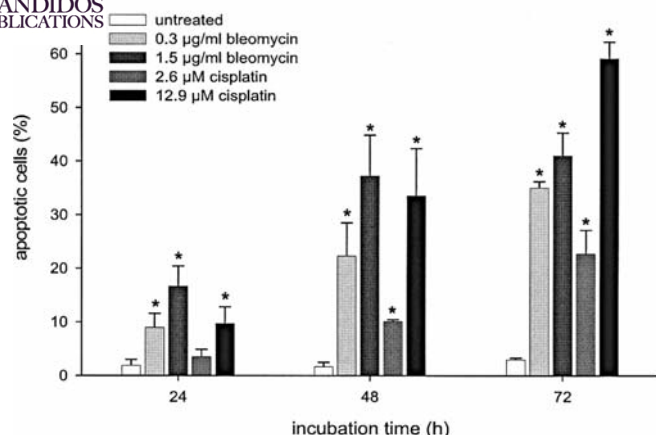 BLICATIONS
untreated
0.3 µg/ml bleomycin
1.5 µg/ml bleomycin
2.6 µM cisplatin
12.9 µM cisplatin
apoptotic cells (%)
60
50
40
30
20
10
0
* * *
* * * *
* * * *
24 48 72
incubation time (h)